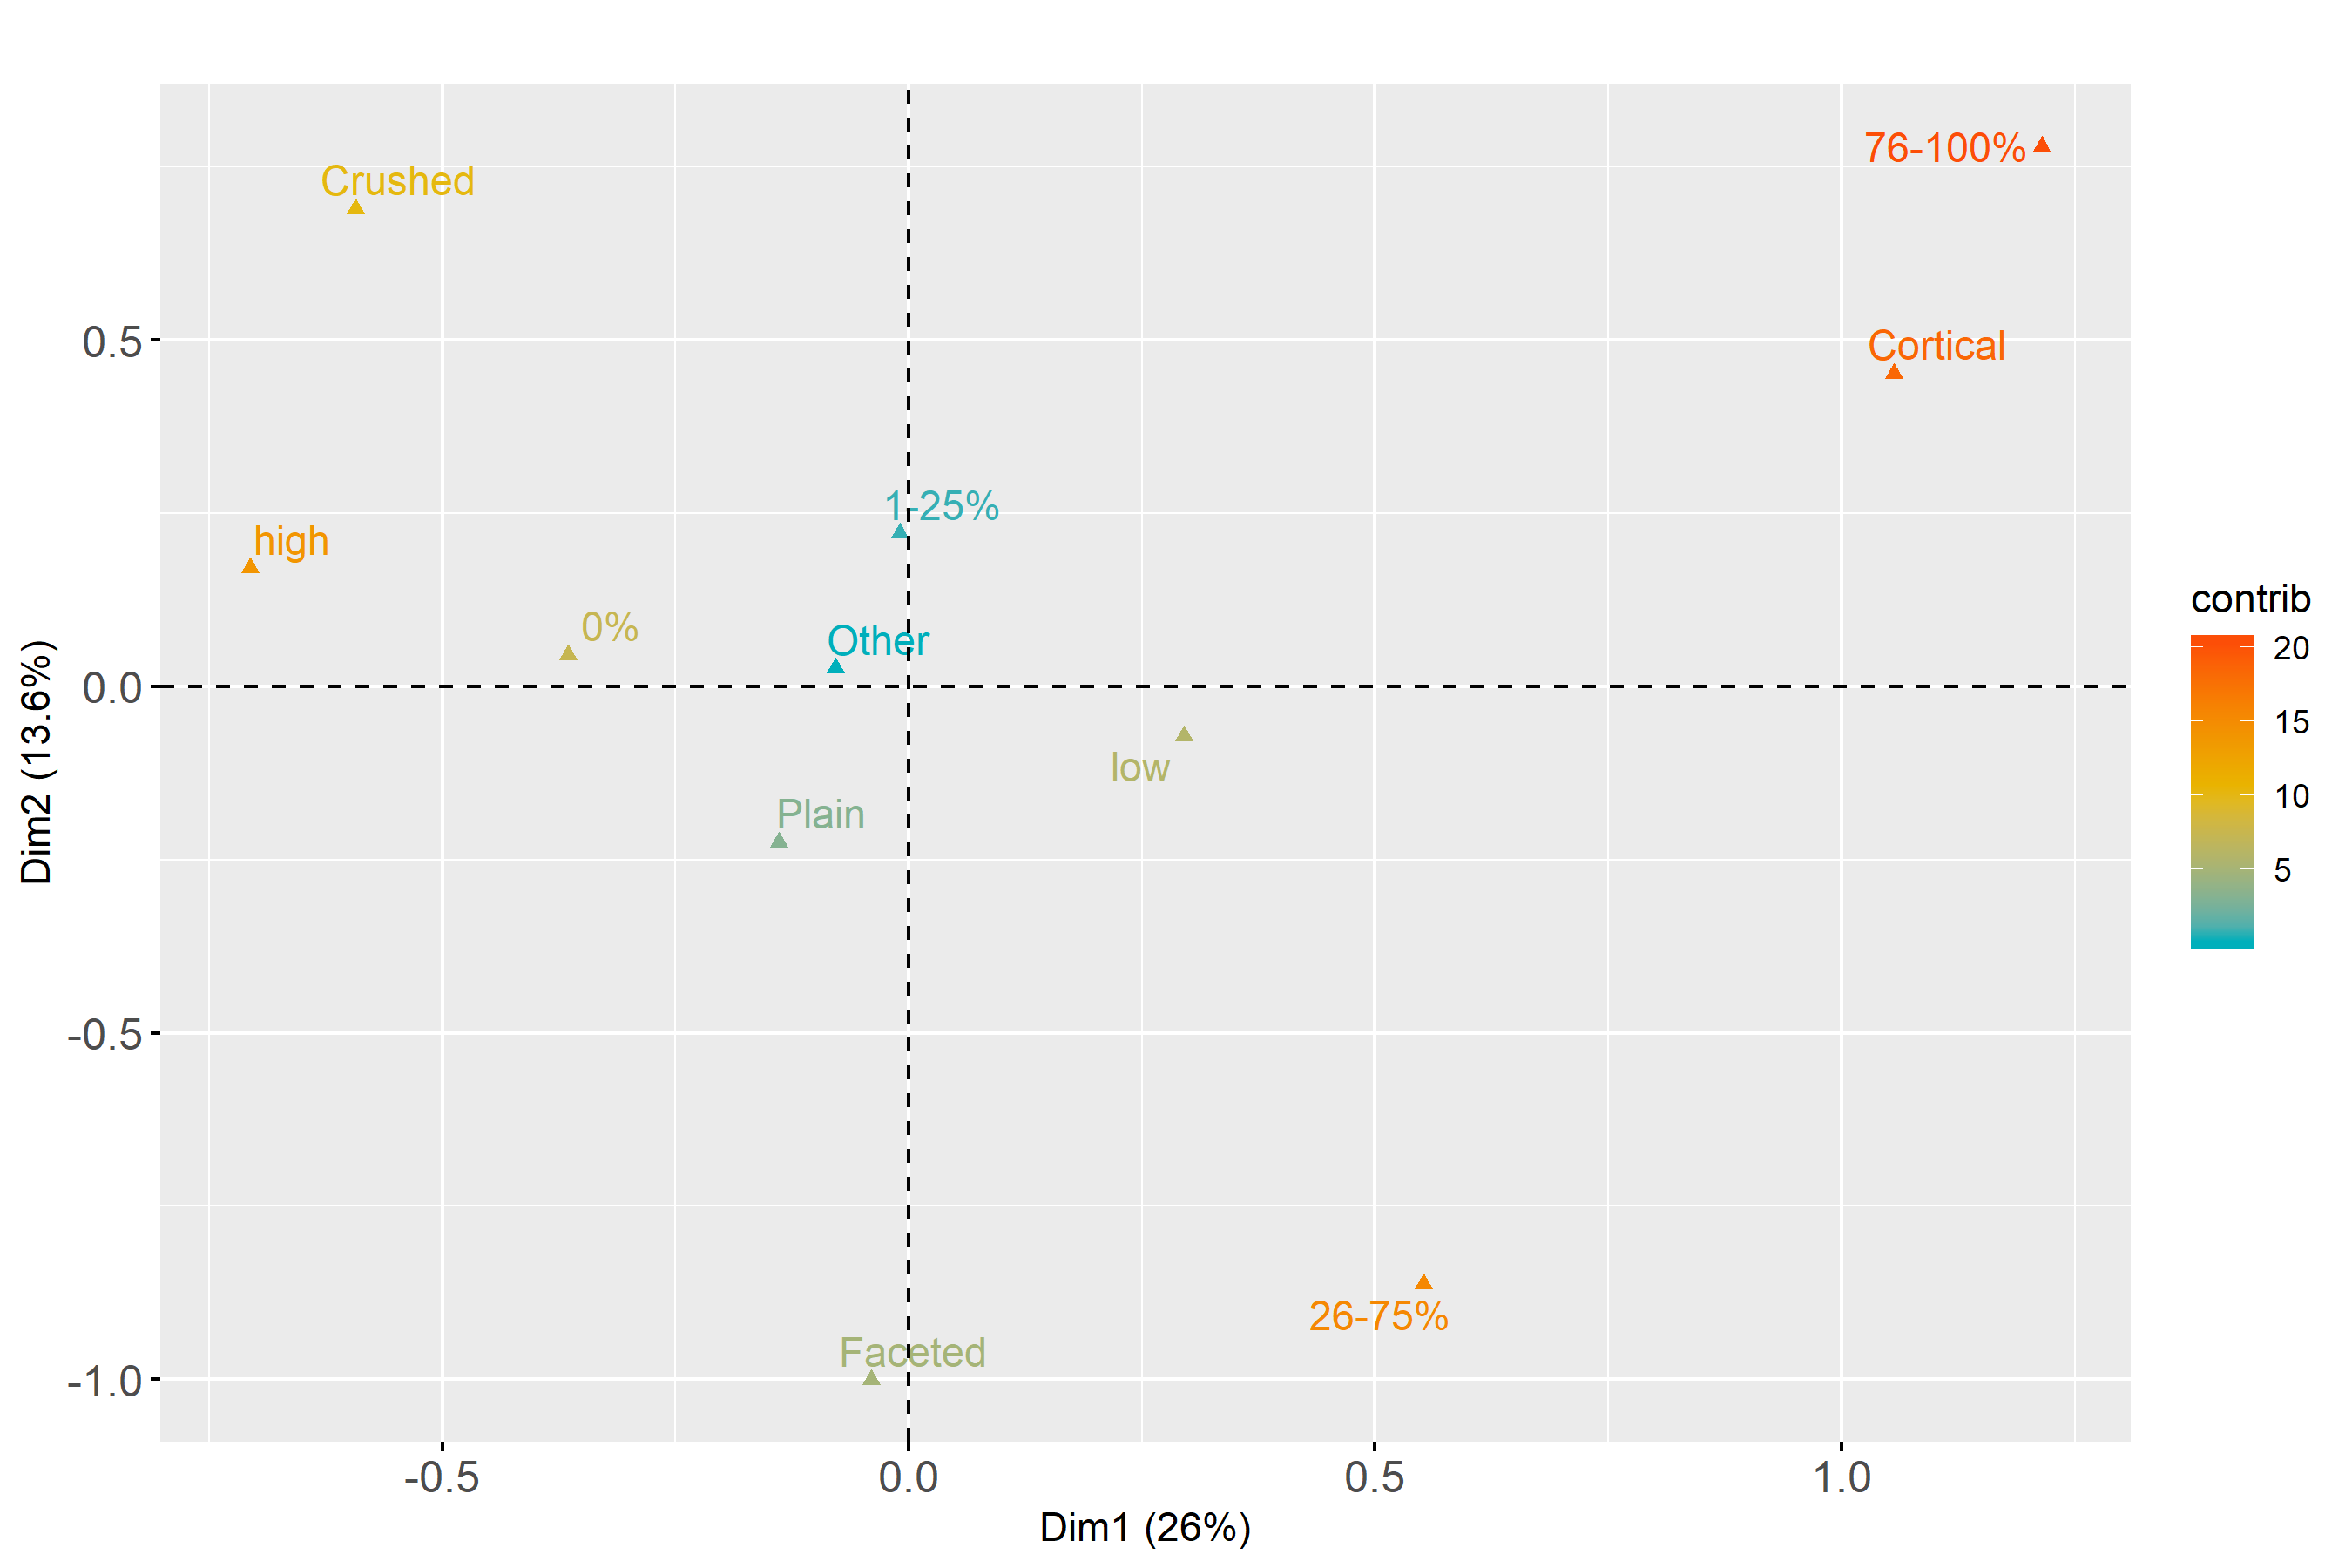 76-100%
Crushed
Cortical
0.5
1-25%
high
0%
Other
0.0
low
Plain
-0.5
26-75%
Faceted
-1.0
-0.5
0.0
0.5
1.0
Dim1 (26%)
Dim2 (13.6%)
contrib
20
15
10
5